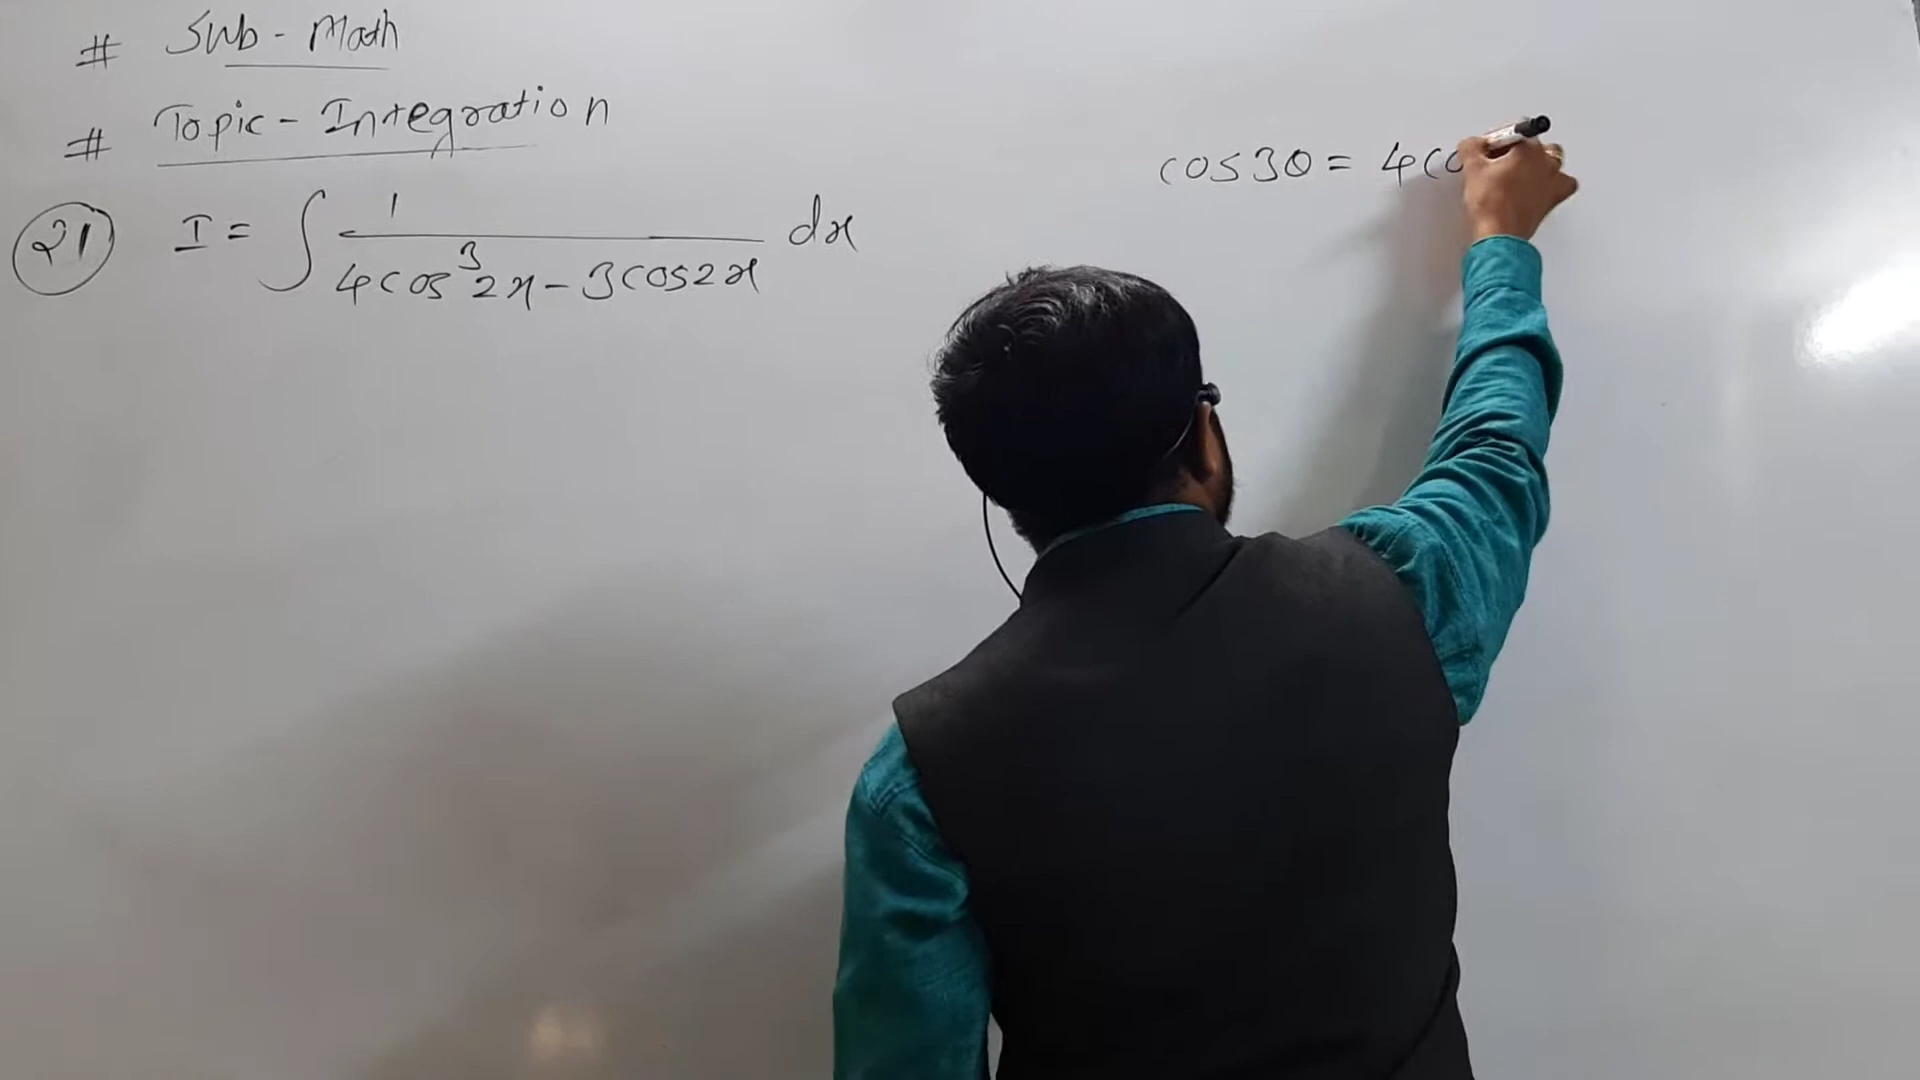 # Sub - Math
# Topic - Integration
21 I = ∫ 1 / (4cos³2x - 3cos2x) dx
cos3θ = 4co